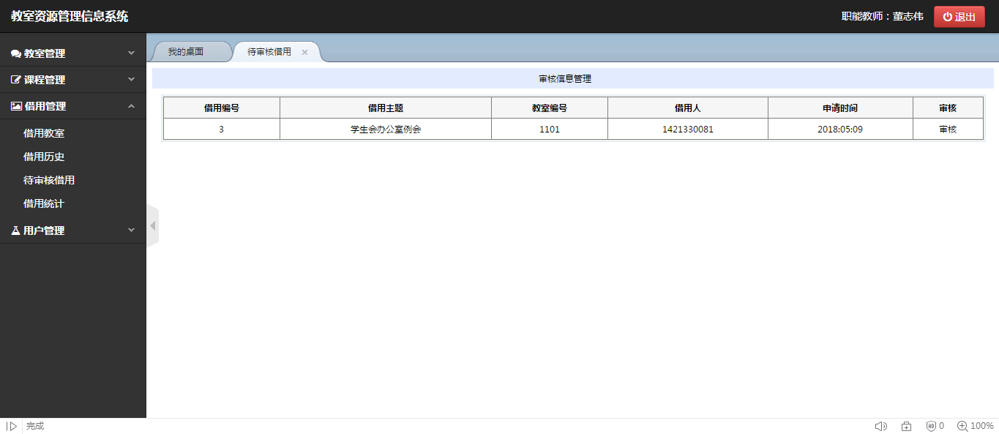 教室资源管理信息系统
职能教师：董志伟 退出
教室管理
课程管理
借用管理
借用教室
借用历史
待审核借用
借用统计
用户管理
我的桌面 待审核借用
审核信息管理
借用编号 借用主题 教室编号 借用人 申请时间 审核
3 学生会办公室例会 1101 1421330081 2018:05:09 审核
完成 0 100%